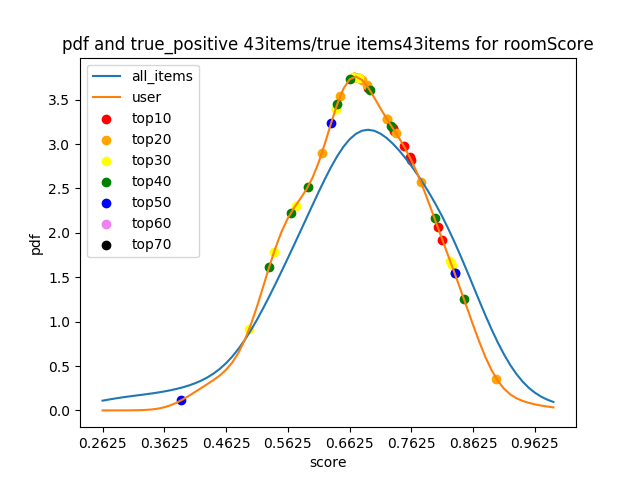 pdf and true_positive 43items/true items43items for roomScore
all_items
user
top10
top20
top30
top40
top50
top60
top70
pdf
3.5
3.0
2.5
2.0
1.5
1.0
0.5
0.0
0.2625 0.3625 0.4625 0.5625 0.6625 0.7625 0.8625 0.9625
score